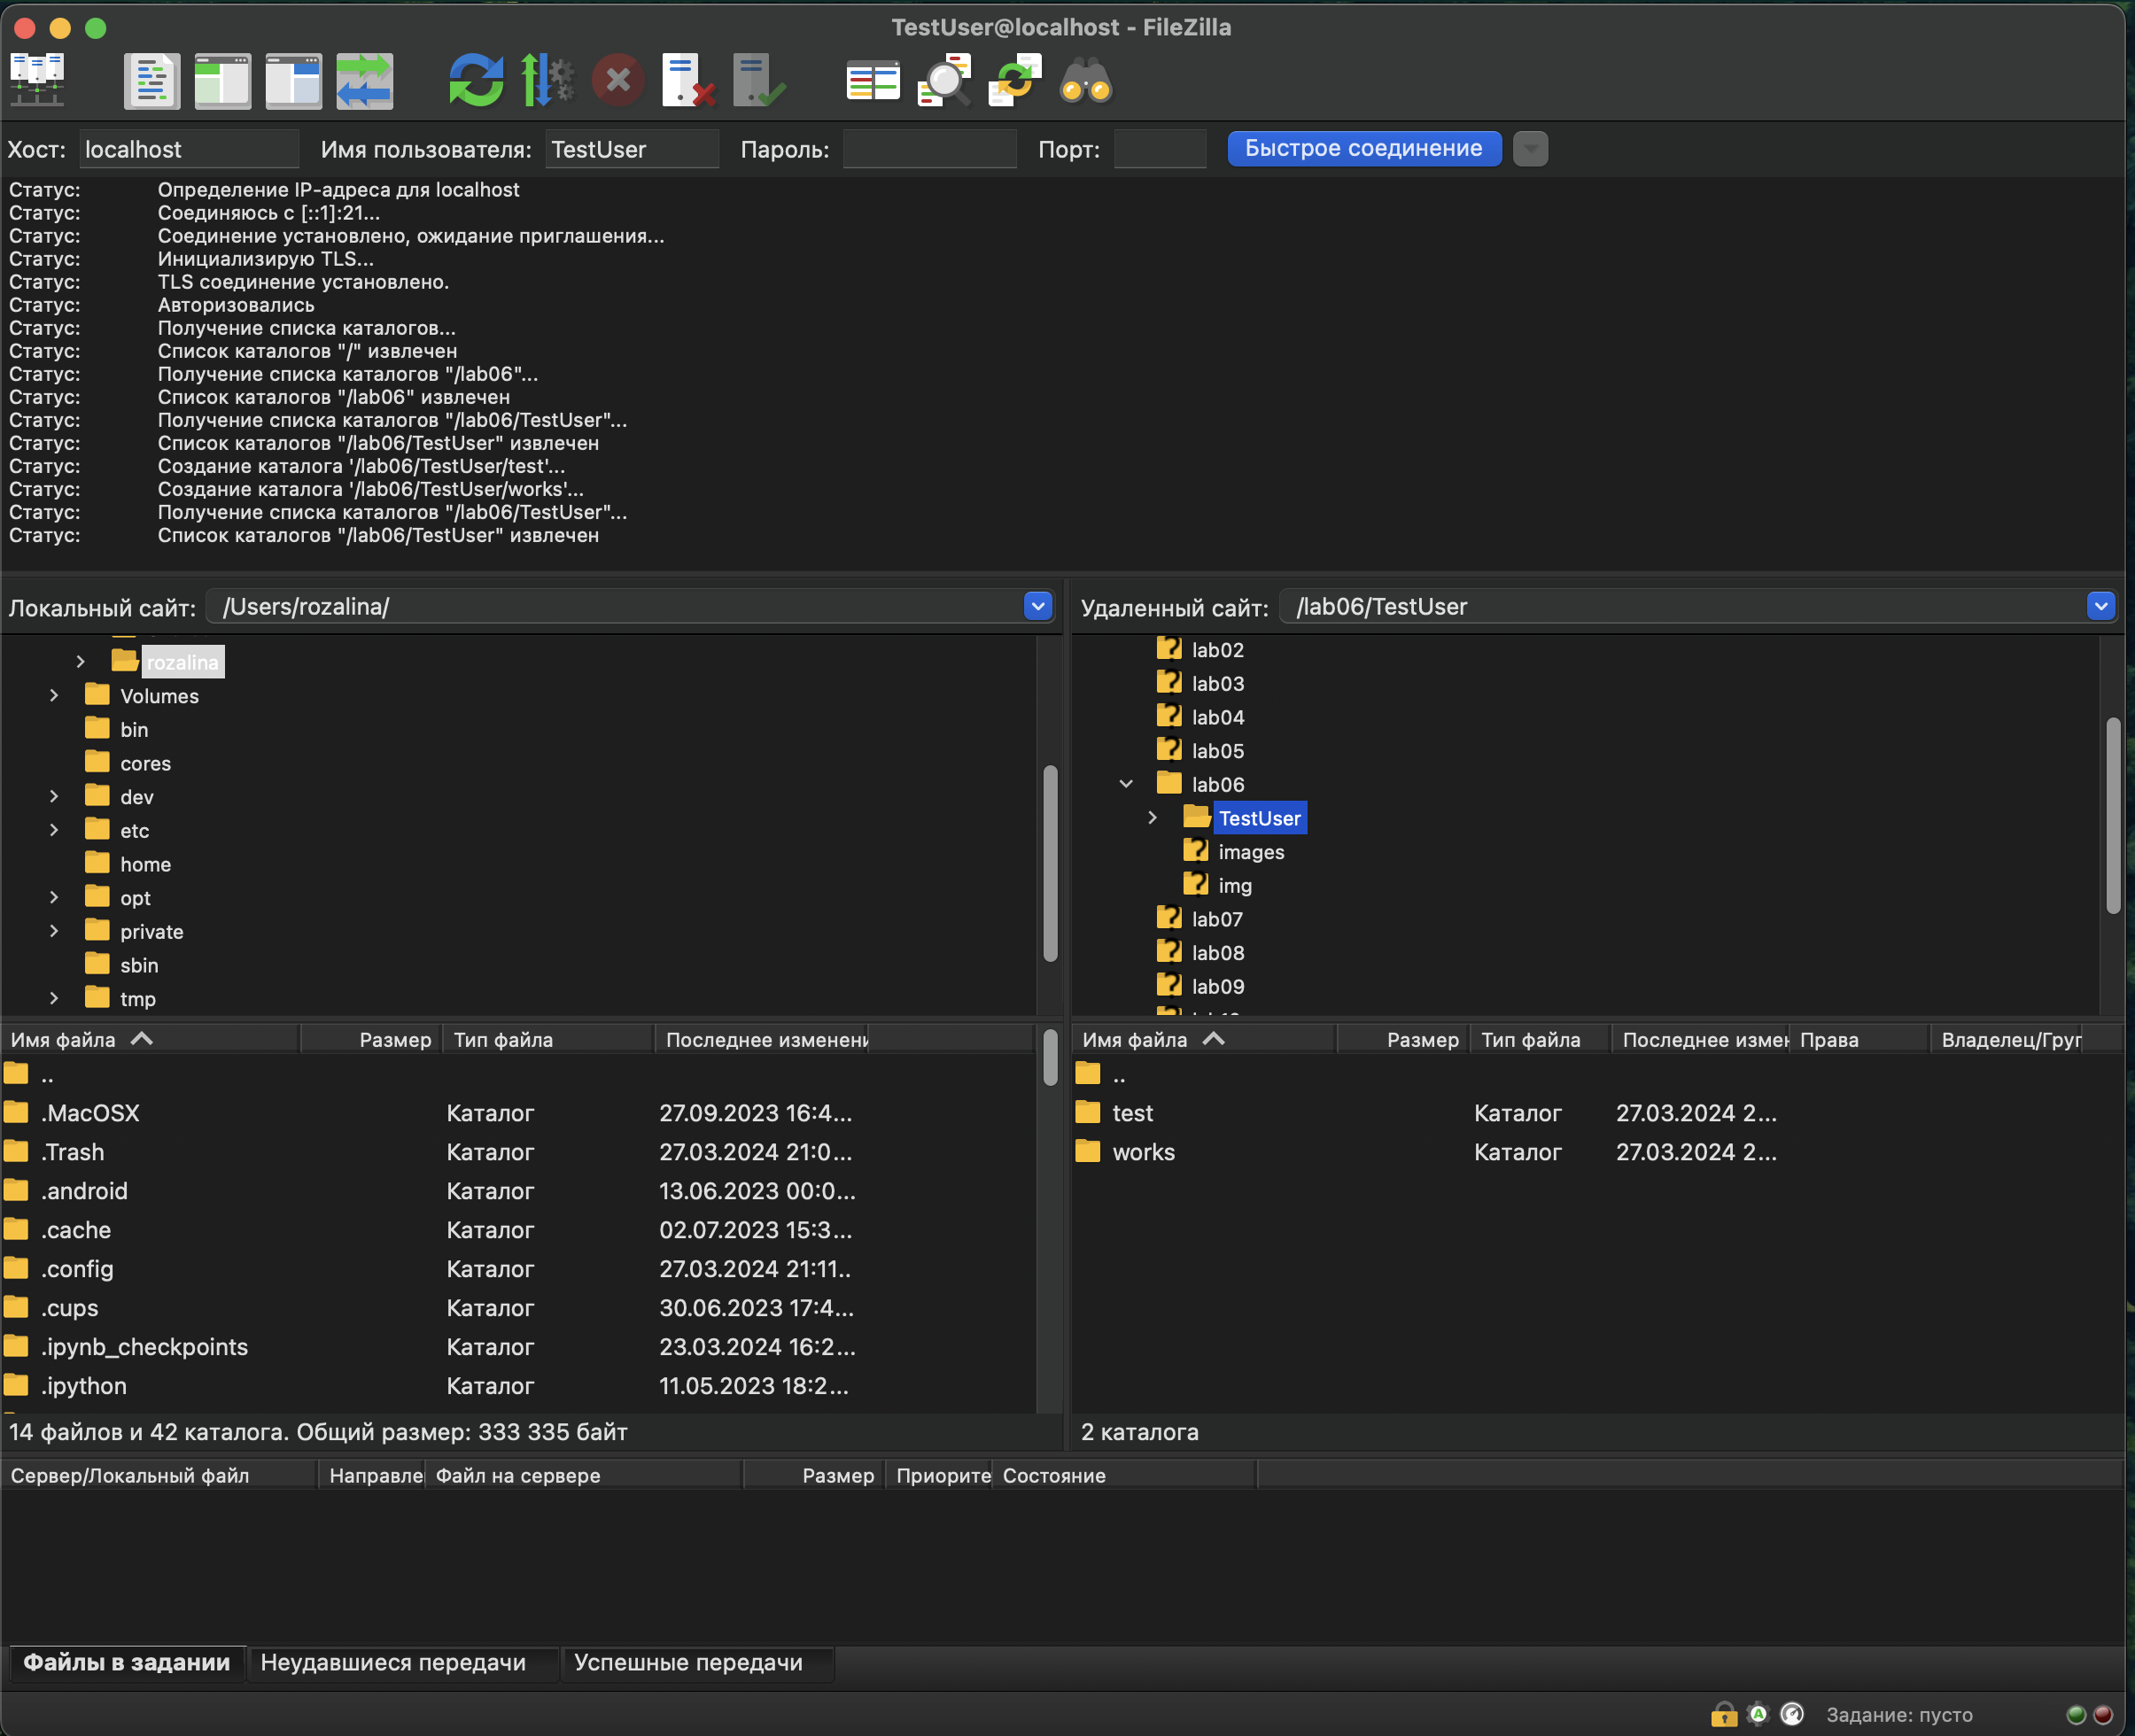 TestUser@localhost - FileZilla
Хост: localhost Имя пользователя: TestUser Пароль: Порт: Быстрое соединение
Статус: Определение IP-адреса для localhost
Статус: Соединяюсь с [::1]:21...
Статус: Соединение установлено, ожидание приглашения...
Статус: Инициализирую TLS...
Статус: TLS соединение установлено.
Статус: Авторизовались
Статус: Получение списка каталогов...
Статус: Список каталогов "/" извлечен
Статус: Получение списка каталогов "/lab06"...
Статус: Список каталогов "/lab06" извлечен
Статус: Получение списка каталогов "/lab06/TestUser"...
Статус: Список каталогов "/lab06/TestUser" извлечен
Статус: Создание каталога '/lab06/TestUser/test'...
Статус: Создание каталога '/lab06/TestUser/works'...
Статус: Получение списка каталогов "/lab06/TestUser"...
Статус: Список каталогов "/lab06/TestUser" извлечен
Локальный сайт: /Users/rozalina/
rozalina
Volumes
bin
cores
dev
etc
home
opt
private
sbin
tmp
Имя файла Размер Тип файла Последнее изменени
..
.MacOSX Каталог 27.09.2023 16:4...
.Trash Каталог 27.03.2024 21:0...
.android Каталог 13.06.2023 00:0...
.cache Каталог 02.07.2023 15:3...
.config Каталог 27.03.2024 21:11..
.cups Каталог 30.06.2023 17:4...
.ipynb_checkpoints Каталог 23.03.2024 16:2...
.ipython Каталог 11.05.2023 18:2...
14 файлов и 42 каталога. Общий размер: 333 335 байт
Удаленный сайт: /lab06/TestUser
lab02
lab03
lab04
lab05
lab06
TestUser
images
img
lab07
lab08
lab09
Имя файла Размер Тип файла Последнее измен Права Владелец/Груп
..
test Каталог 27.03.2024 2...
works Каталог 27.03.2024 2...
2 каталога
Сервер/Локальный файл Направле Файл на сервере Размер Приорите Состояние
Файлы в задании Неудавшиеся передачи Успешные передачи
Задание: пусто